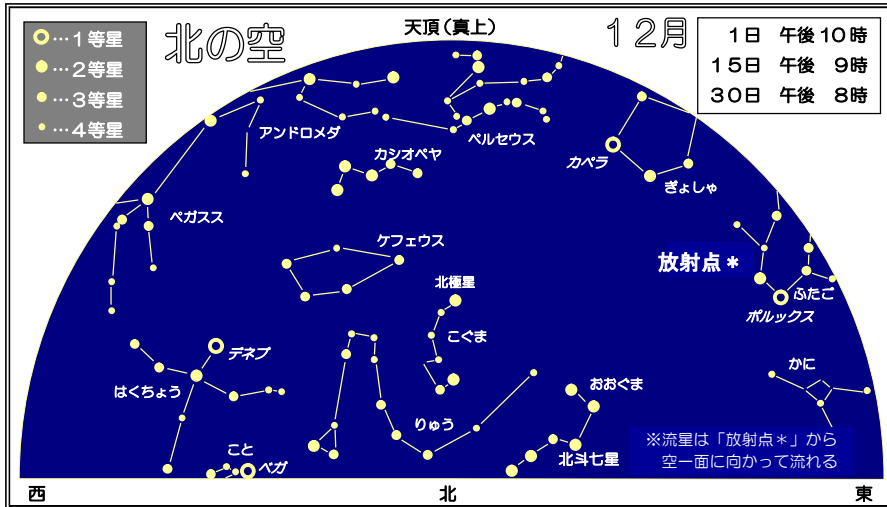 北の空
天頂(真上)
12月
1日 午後10時
15日 午後 9時
30日 午後 8時
…1等星
…2等星
…3等星
…4等星
アンドロメダ
ペルセウス
カシオペヤ
カペラ
ぎょしゃ
ペガスス
ケフェウス
放射点*
北極星
ふたご
ポルックス
こぐま
デネブ
はくちょう
かに
おおぐま
りゅう
こと
ベガ
北斗七星
※流星は「放射点*」から
空一面に向かって流れる
西
北
東